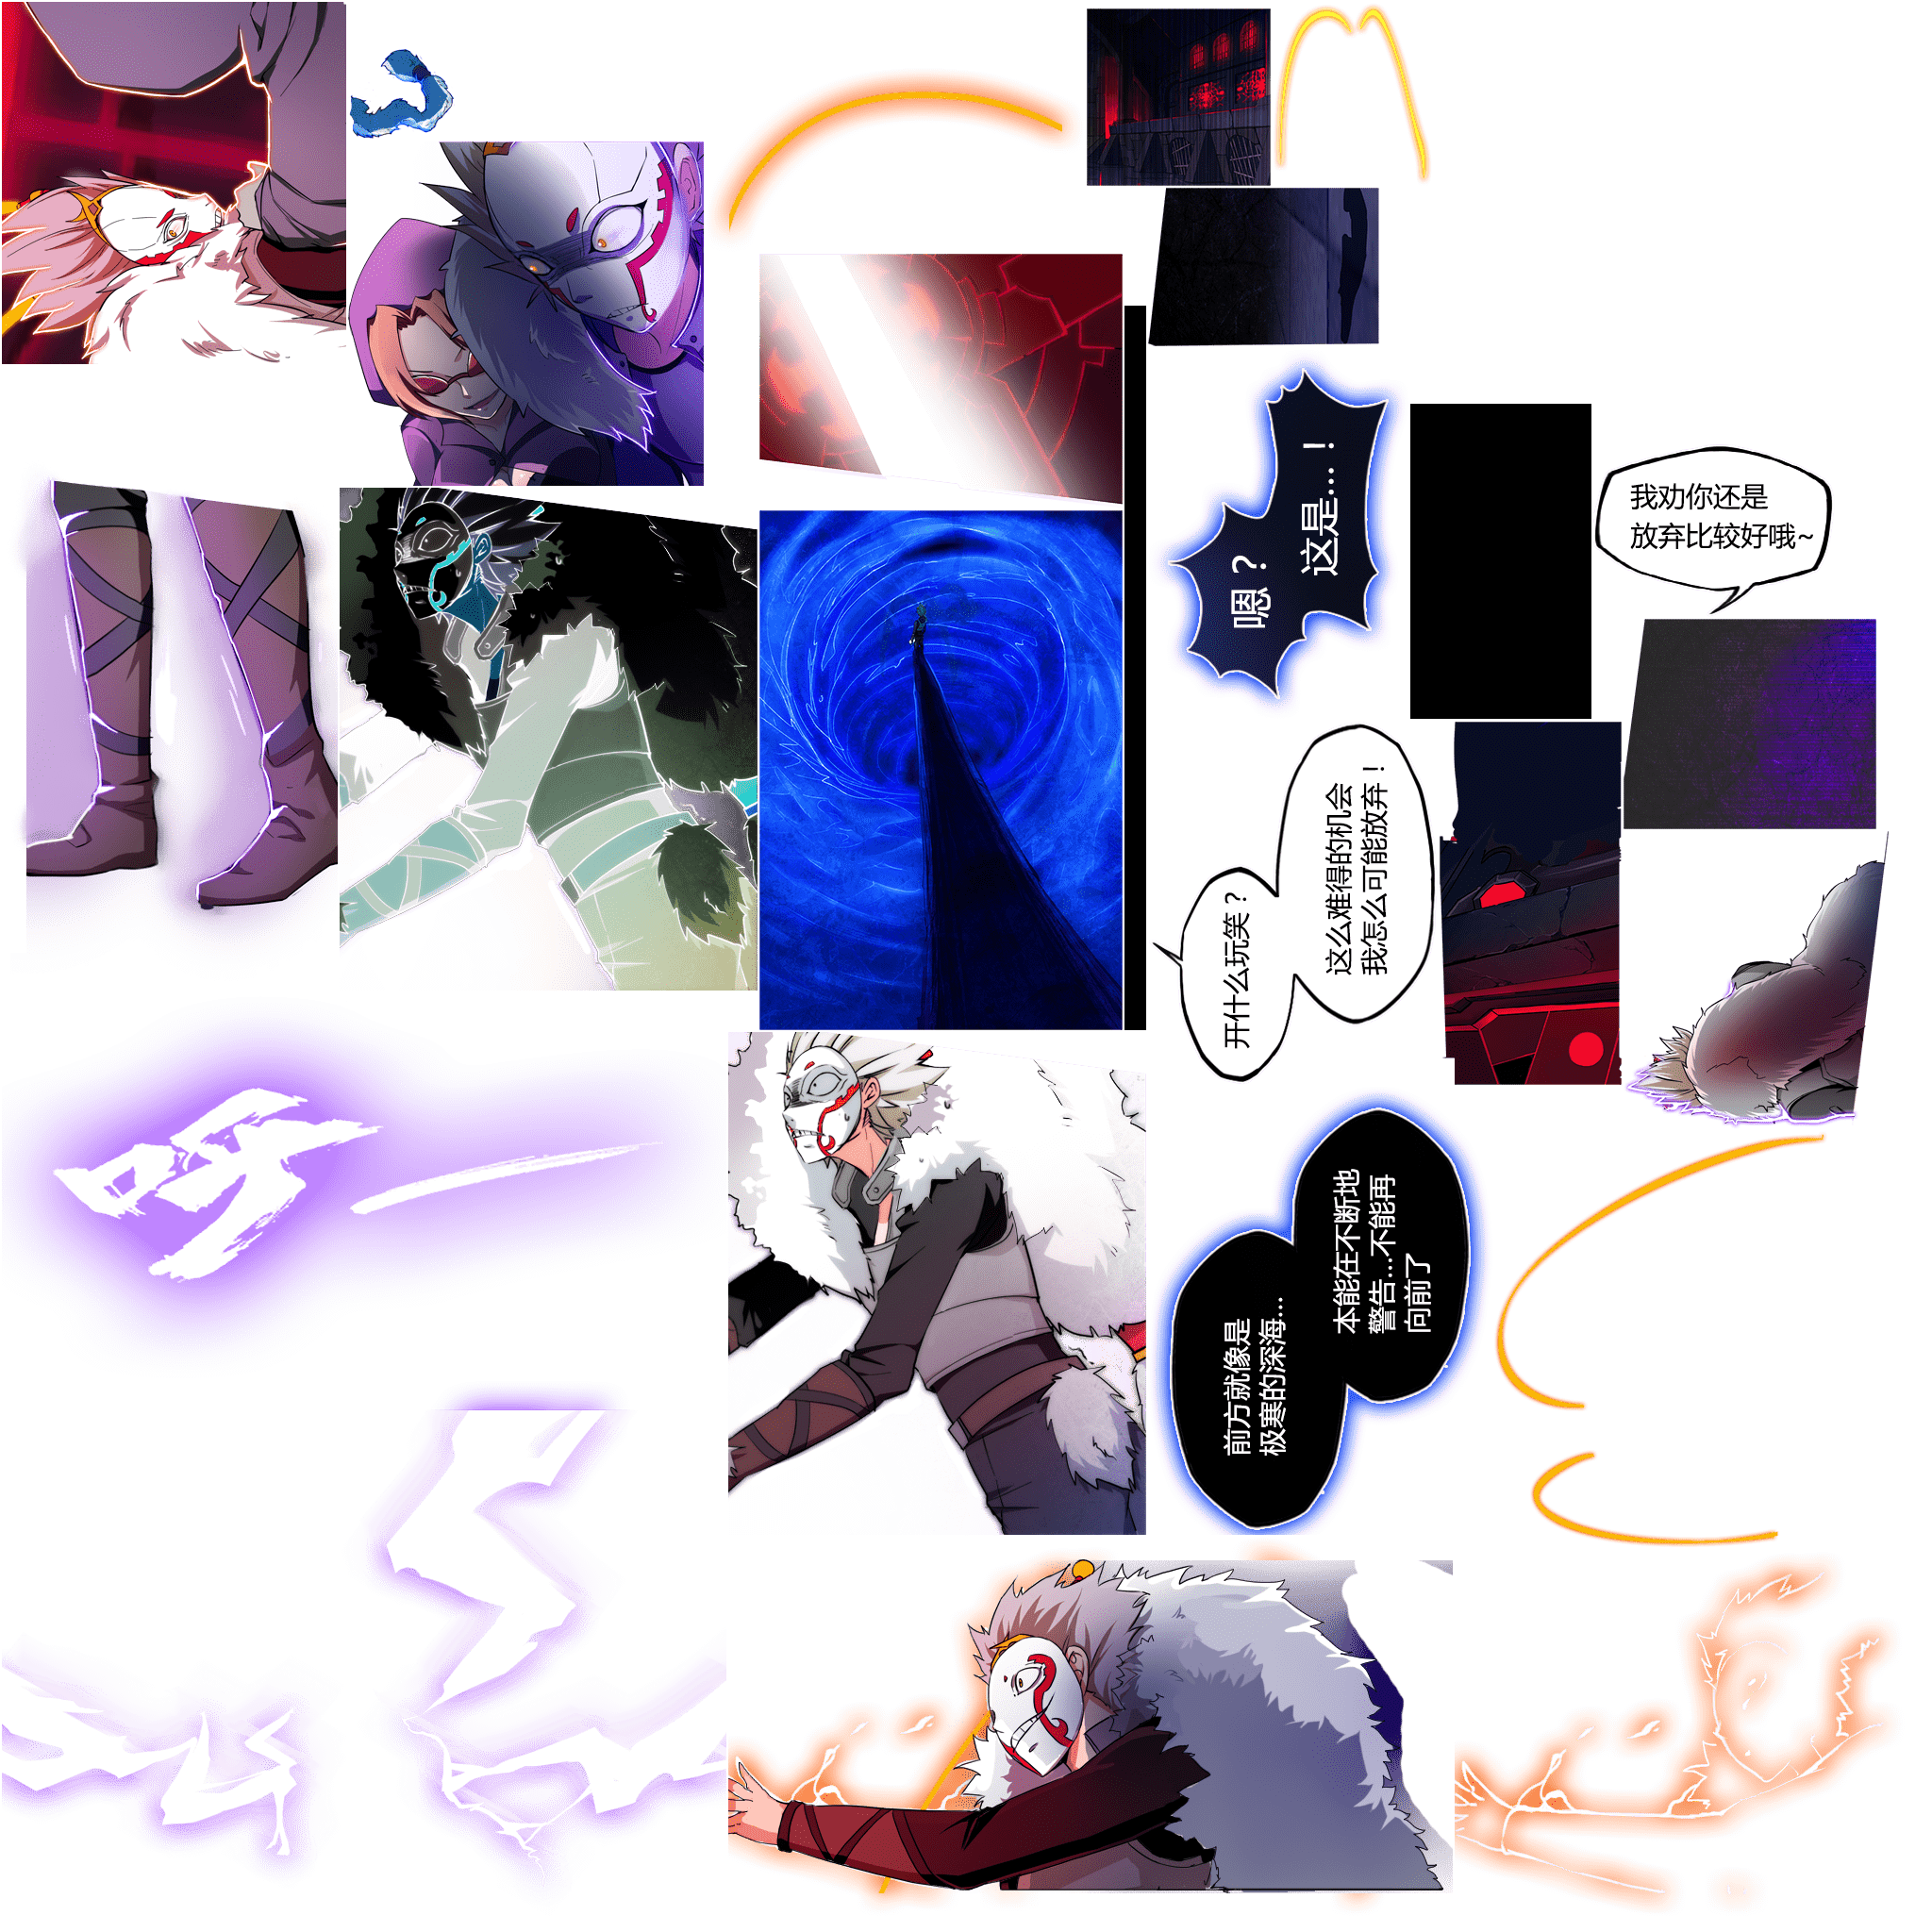 嗯？
这是...！
我劝你还是
放弃比较好哦~
开什么玩笑？
这么难得的机会
我怎么可能放弃！
前方就像是
极寒的深海...
本能在不断地
警告...不能再
向前了